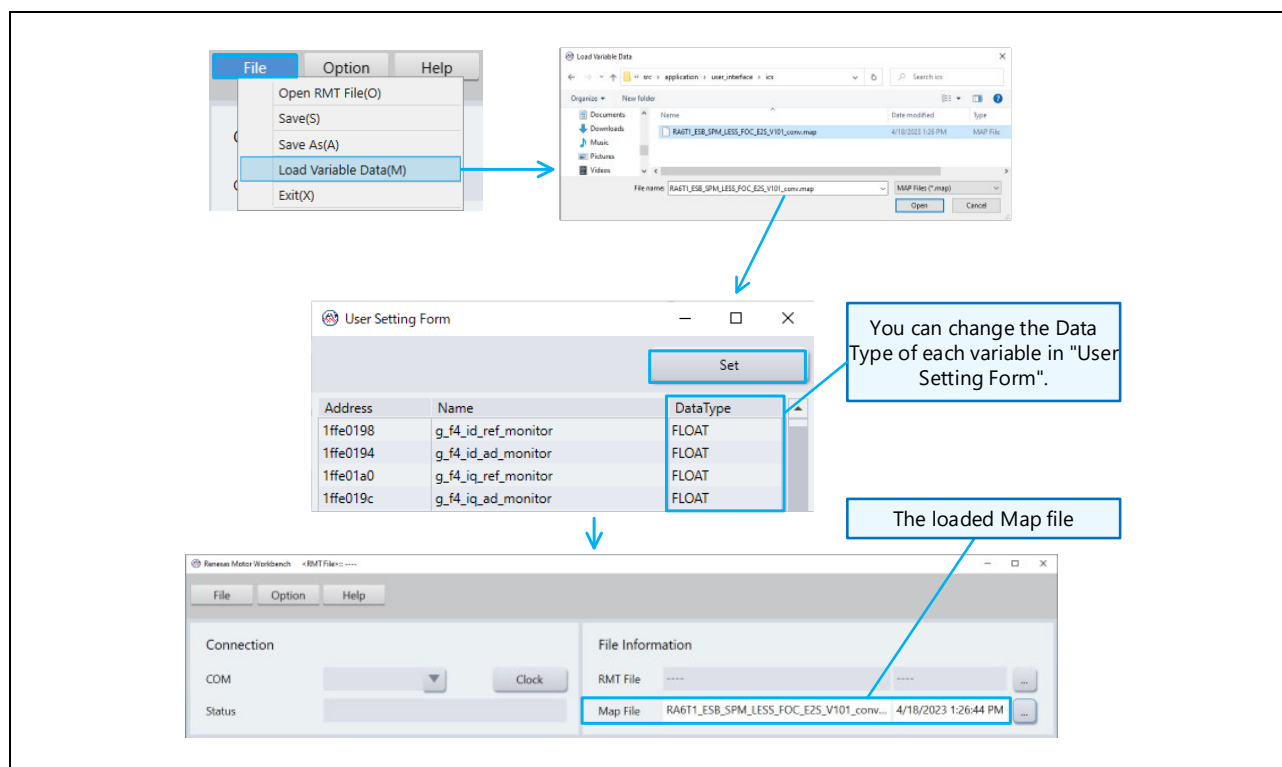 File Option Help
Open RMT File(O)
Save(S)
Save As(A)
Load Variable Data(M)
Exit(X)
Load Variable Data
« src › application › user_interface › ics
Search ics
Organize New folder
Name Date modified Type
Documents
Downloads
Music
Pictures
Videos
RA6T1_ESB_SPM_LESS_FOC_E2S_V101_conv.map 4/18/2023 1:26 PM MAP File
File name: RA6T1_ESB_SPM_LESS_FOC_E2S_V101_conv.map MAP Files (*.map)
Open Cancel
User Setting Form
Set
Address Name DataType
1ffe0198 g_f4_id_ref_monitor FLOAT
1ffe0194 g_f4_id_ad_monitor FLOAT
1ffe01a0 g_f4_iq_ref_monitor FLOAT
1ffe019c g_f4_iq_ad_monitor FLOAT
You can change the Data
Type of each variable in "User
Setting Form".
The loaded Map file
Renesas Motor Workbench <RMT File>:: ----
File Option Help
Connection
COM Clock
Status
File Information
RMT File ---- ---- ...
Map File RA6T1_ESB_SPM_LESS_FOC_E2S_V101_conv... 4/18/2023 1:26:44 PM ...